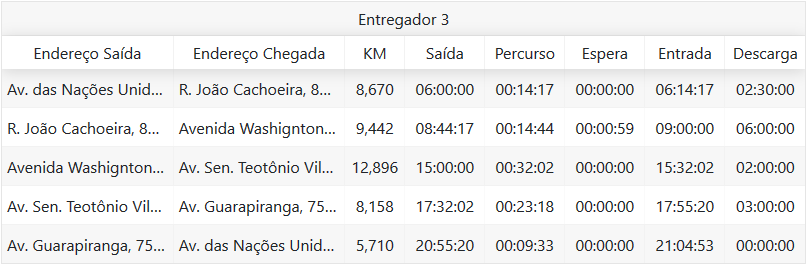 Entregador 3
Endereço Saída Endereço Chegada KM Saída Percurso Espera Entrada Descarga
Av. das Nações Unid... R. João Cachoeira, 8... 8,670 06:00:00 00:14:17 00:00:00 06:14:17 02:30:00
R. João Cachoeira, 8... Avenida Washignton... 9,442 08:44:17 00:14:44 00:00:59 09:00:00 06:00:00
Avenida Washignton... Av. Sen. Teotônio Vil... 12,896 15:00:00 00:32:02 00:00:00 15:32:02 02:00:00
Av. Sen. Teotônio Vil... Av. Guarapiranga, 75... 8,158 17:32:02 00:23:18 00:00:00 17:55:20 03:00:00
Av. Guarapiranga, 75... Av. das Nações Unid... 5,710 20:55:20 00:09:33 00:00:00 21:04:53 00:00:00